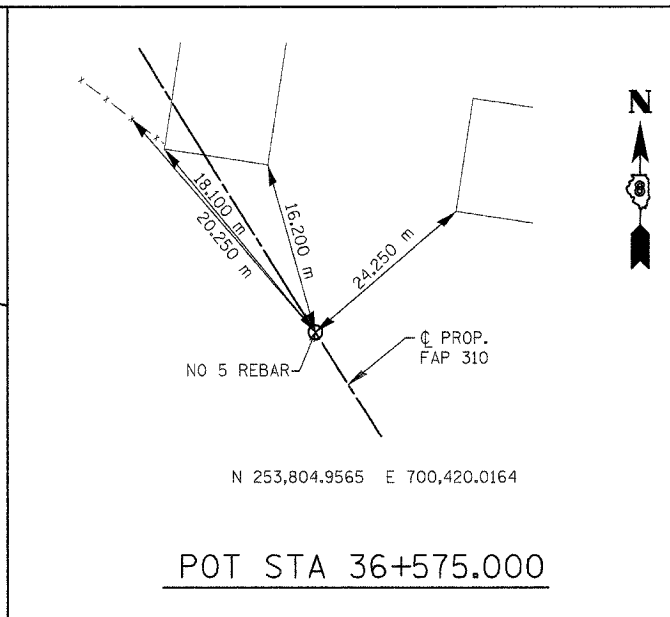 N
8
18.100 m
20.250 m
16.200 m
24.250 m
x
x
x
x
NO 5 REBAR
℄ PROP.
FAP 310
N 253,804.9565 E 700,420.0164
POT STA 36+575.000